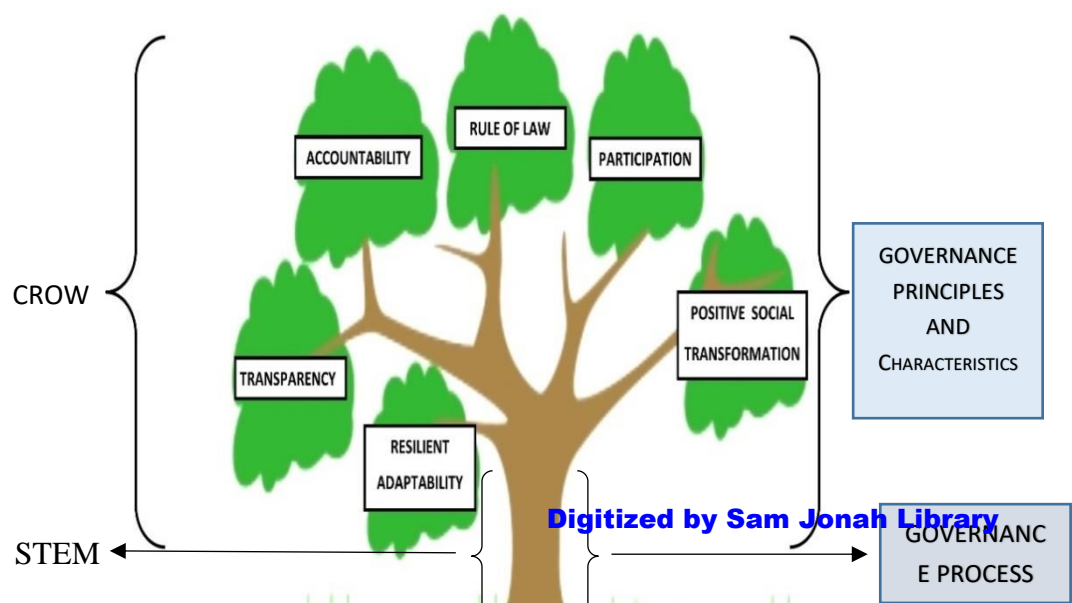 RULE OF LAW
ACCOUNTABILITY
PARTICIPATION
GOVERNANCE
PRINCIPLES
AND
CHARACTERISTICS
CROW
POSITIVE SOCIAL
TRANSFORMATION
TRANSPARENCY
RESILIENT
ADAPTABILITY
Digitized by Sam Jonah Library
STEM
GOVERNANC
E PROCESS